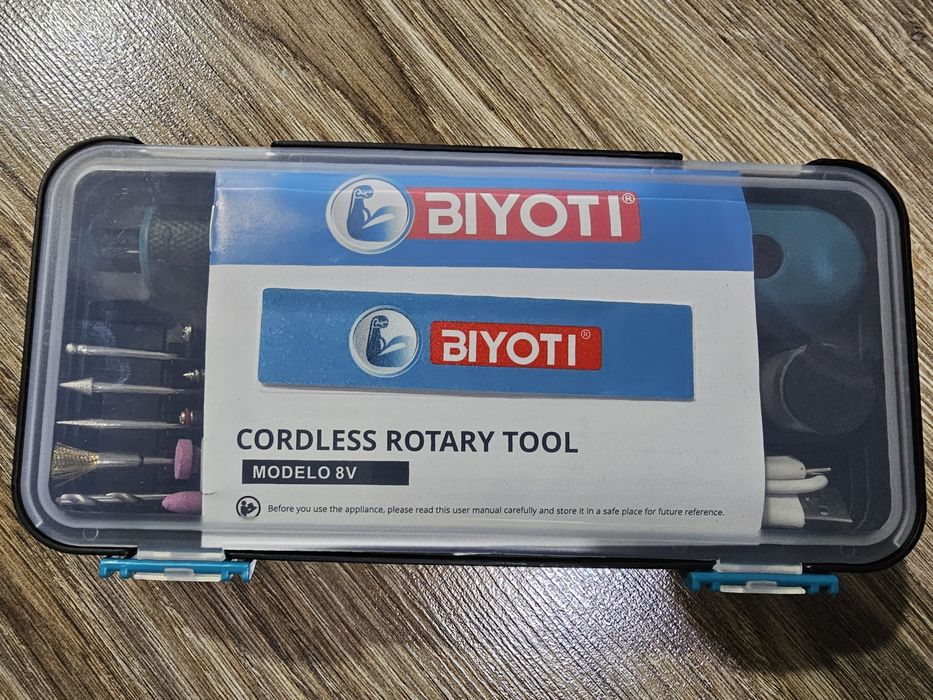 BIYOTI®
BIYOTI®
CORDLESS ROTARY TOOL
MODELO 8V
Before you use the appliance, please read this user manual carefully and store it in a safe place for future reference.